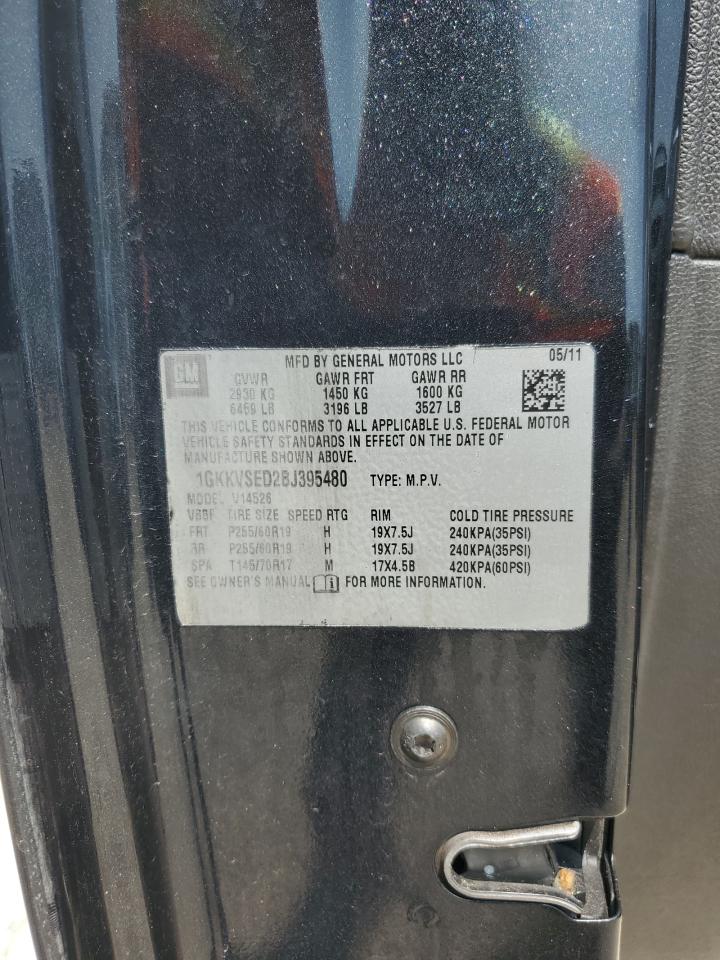 GM
MFD BY GENERAL MOTORS LLC 05/11
GVWR GAWR FRT GAWR RR
2930 KG 1450 KG 1600 KG
6459 LB 3196 LB 3527 LB
THIS VEHICLE CONFORMS TO ALL APPLICABLE U.S. FEDERAL MOTOR
VEHICLE SAFETY STANDARDS IN EFFECT ON THE DATE OF
MANUFACTURE SHOWN ABOVE.
1GKKVSED2BJ395480 TYPE: M.P.V.
MODEL V14526
TIRE SIZE SPEED RTG RIM COLD TIRE PRESSURE
FRT P255/60R19 H 19X7.5J 240KPA(35PSI)
RR P255/60R19 H 19X7.5J 240KPA(35PSI)
SPA T145/70R17 M 17X4.5B 420KPA(60PSI)
SEE OWNER'S MANUAL i FOR MORE INFORMATION.